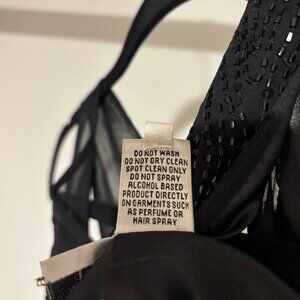 DO NOT WASH
DO NOT DRY CLEAN
SPOT CLEAN ONLY
DO NOT SPRAY
ALCOHOL BASED
PRODUCT DIRECTLY
ON GARMENTS SUCH
AS PERFUME OR
HAIR SPRAY